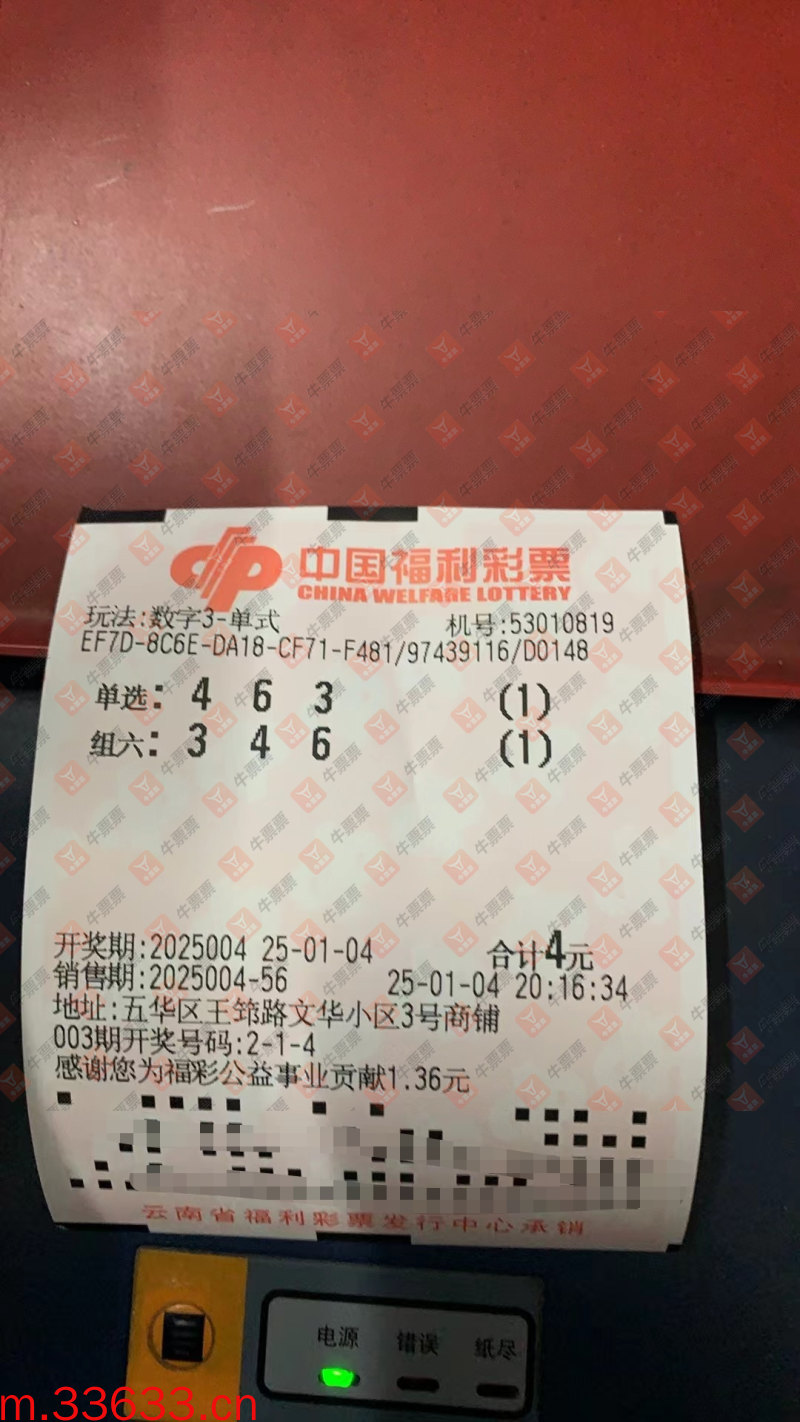 中国福利彩票
CHINA WELFARE LOTTERY
玩法:数字3-单式 机号:53010819
EF7D-8C6E-DA18-CF71-F481/97439116/D0148
单选: 4 6 3 (1)
组六: 3 4 6 (1)
开奖期:2025004 25-01-04 合计4元
销售期:2025004-56 25-01-04 20:16:34
地址:五华区王筇路文华小区3号商铺
003期开奖号码:2-1-4
感谢您为福彩公益事业贡献1.36元
云南省福利彩票发行中心承销
电源 错误 纸尽
m.33633.cn
牛票票